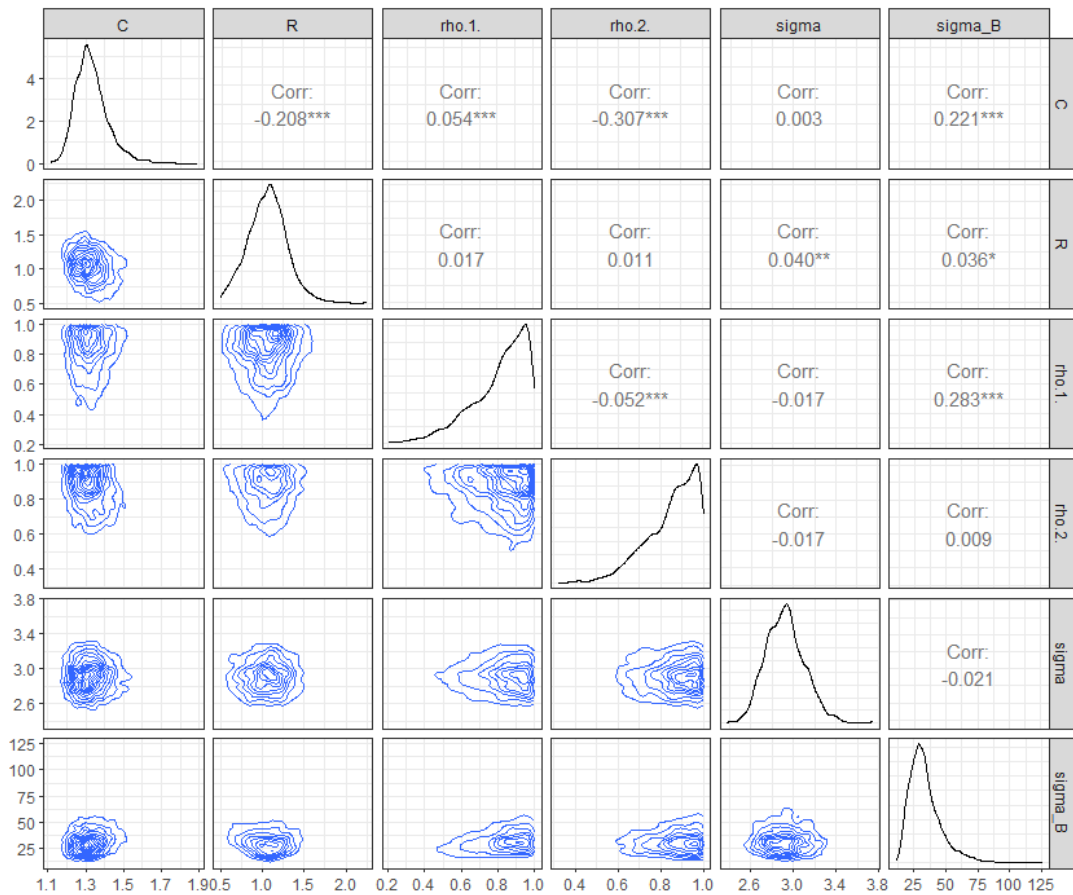 C R rho.1. rho.2. sigma sigma_B
4 2 0
Corr: Corr: Corr: Corr: Corr:
-0.208*** 0.054*** -0.307*** 0.003 0.221***
C
2.0 1.5 1.0 0.5
Corr: Corr: Corr: Corr:
0.017 0.011 0.040** 0.036*
R
1.0 0.8 0.6 0.4 0.2
Corr: Corr: Corr:
-0.052*** -0.017 0.283***
rho.1.
1.0 0.8 0.6 0.4
Corr: Corr:
-0.017 0.009
rho.2.
3.8 3.4 3.0 2.6
Corr:
-0.021
sigma
125 100 75 50 25
sigma_B
1.1 1.3 1.5 1.7 1.9 0.5 1.0 1.5 2.0 0.2 0.4 0.6 0.8 1.0 0.4 0.6 0.8 1.0 2.6 3.0 3.4 3.8 25 50 75 100 125